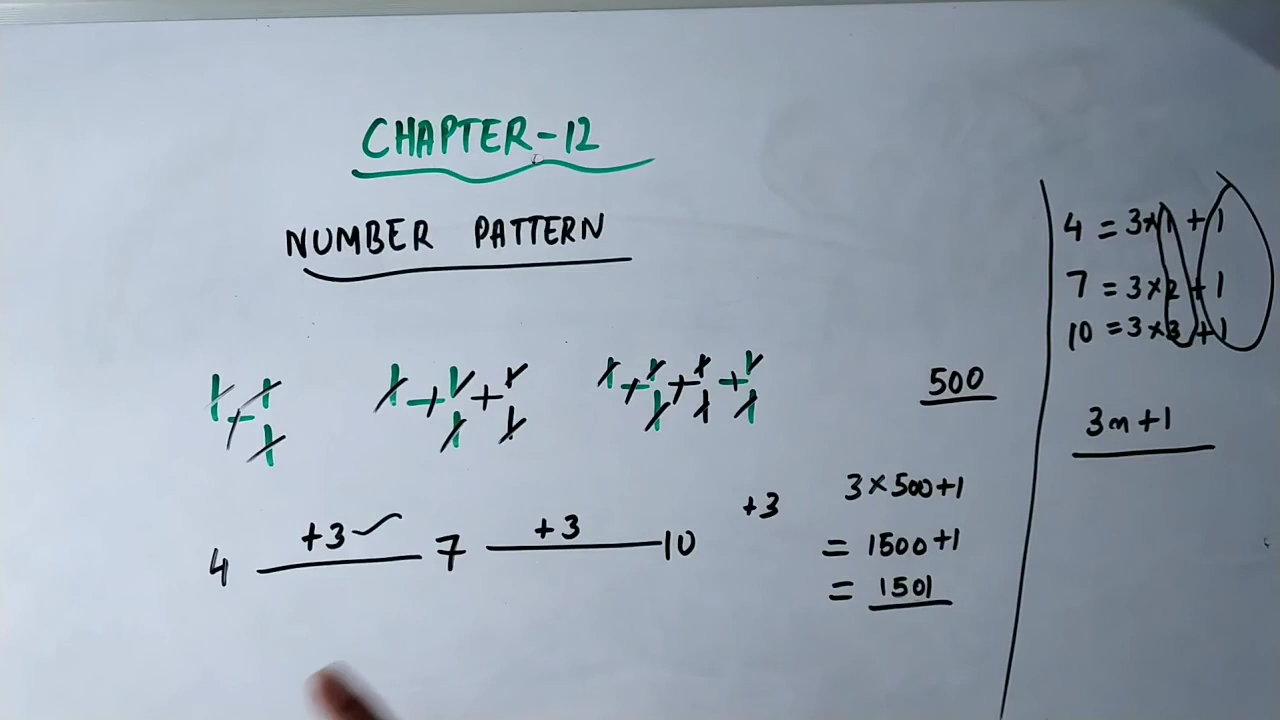 CHAPTER-12
NUMBER PATTERN
4 +3 7 +3 10 +3
500
3×500+1
= 1500+1
= 1501
4 = 3×1 + 1
7 = 3×2 + 1
10 = 3×3 + 1
3n+1